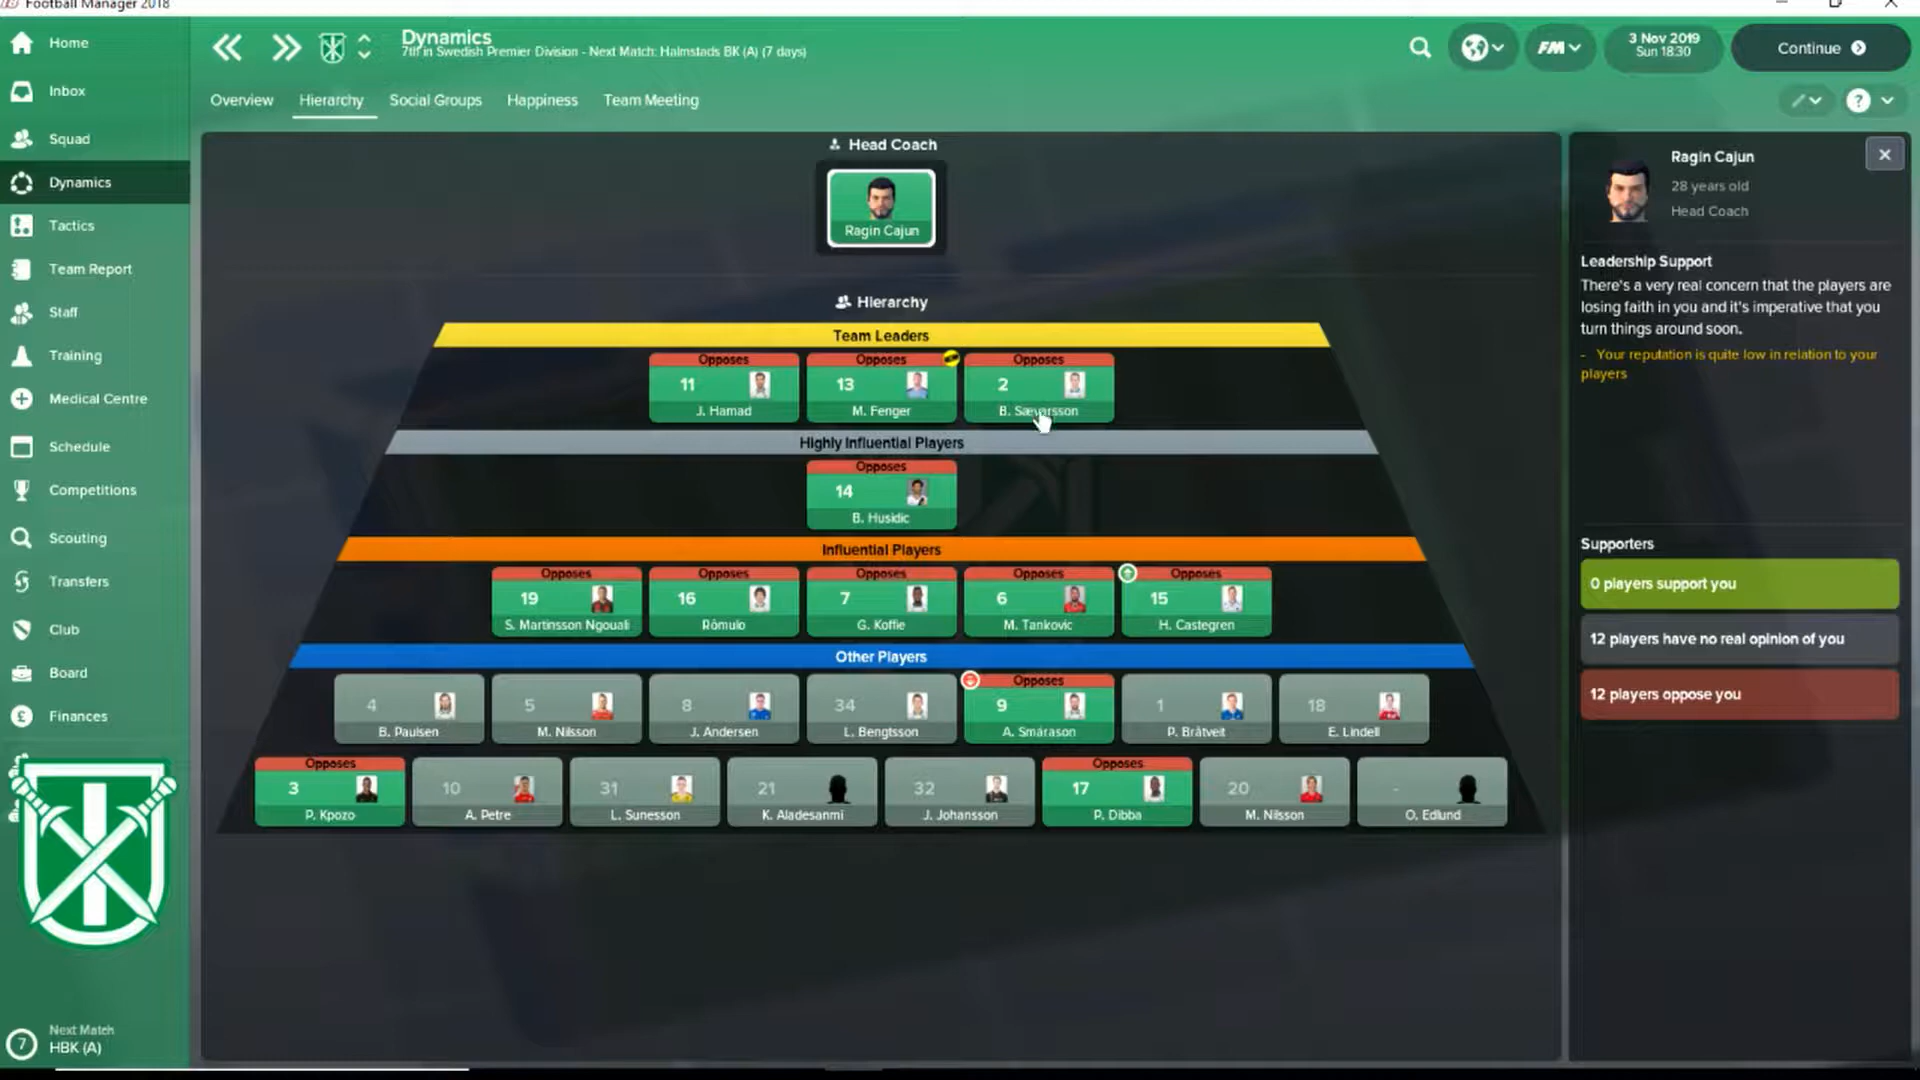 Football Manager 2018
Home
Inbox
Squad
Dynamics
Tactics
Team Report
Staff
Training
Medical Centre
Schedule
Competitions
Scouting
Transfers
Club
Board
Finances
7
Next Match
HBK (A)
Dynamics
7th in Swedish Premier Division - Next Match: Halmstads BK (A) (7 days)
FM
3 Nov 2019
Sun 18:30
Continue
Overview Hierarchy Social Groups Happiness Team Meeting
?
Head Coach
Ragin Cajun
Hierarchy
Team Leaders
Opposes Opposes Opposes
11 13 2
J. Hamad M. Fenger B. Sævarsson
Highly Influential Players
Opposes
14
B. Husidic
Influential Players
Opposes Opposes Opposes Opposes Opposes
19 16 7 6 15
S. Martinsson Ngouali Rômulo G. Koffie M. Tankovic H. Castegren
Other Players
Opposes
4 5 8 34 9 1 18
B. Paulsen M. Nilsson J. Andersen L. Bengtsson A. Smárason P. Bråtveit E. Lindell
Opposes Opposes
3 10 31 21 32 17 20 -
P. Kpozo A. Petre L. Sunesson K. Aladesanmi J. Johansson P. Dibba M. Nilsson O. Edlund
Ragin Cajun
28 years old
Head Coach
Leadership Support
There's a very real concern that the players are
losing faith in you and it's imperative that you
turn things around soon.
- Your reputation is quite low in relation to your
players
Supporters
0 players support you
12 players have no real opinion of you
12 players oppose you